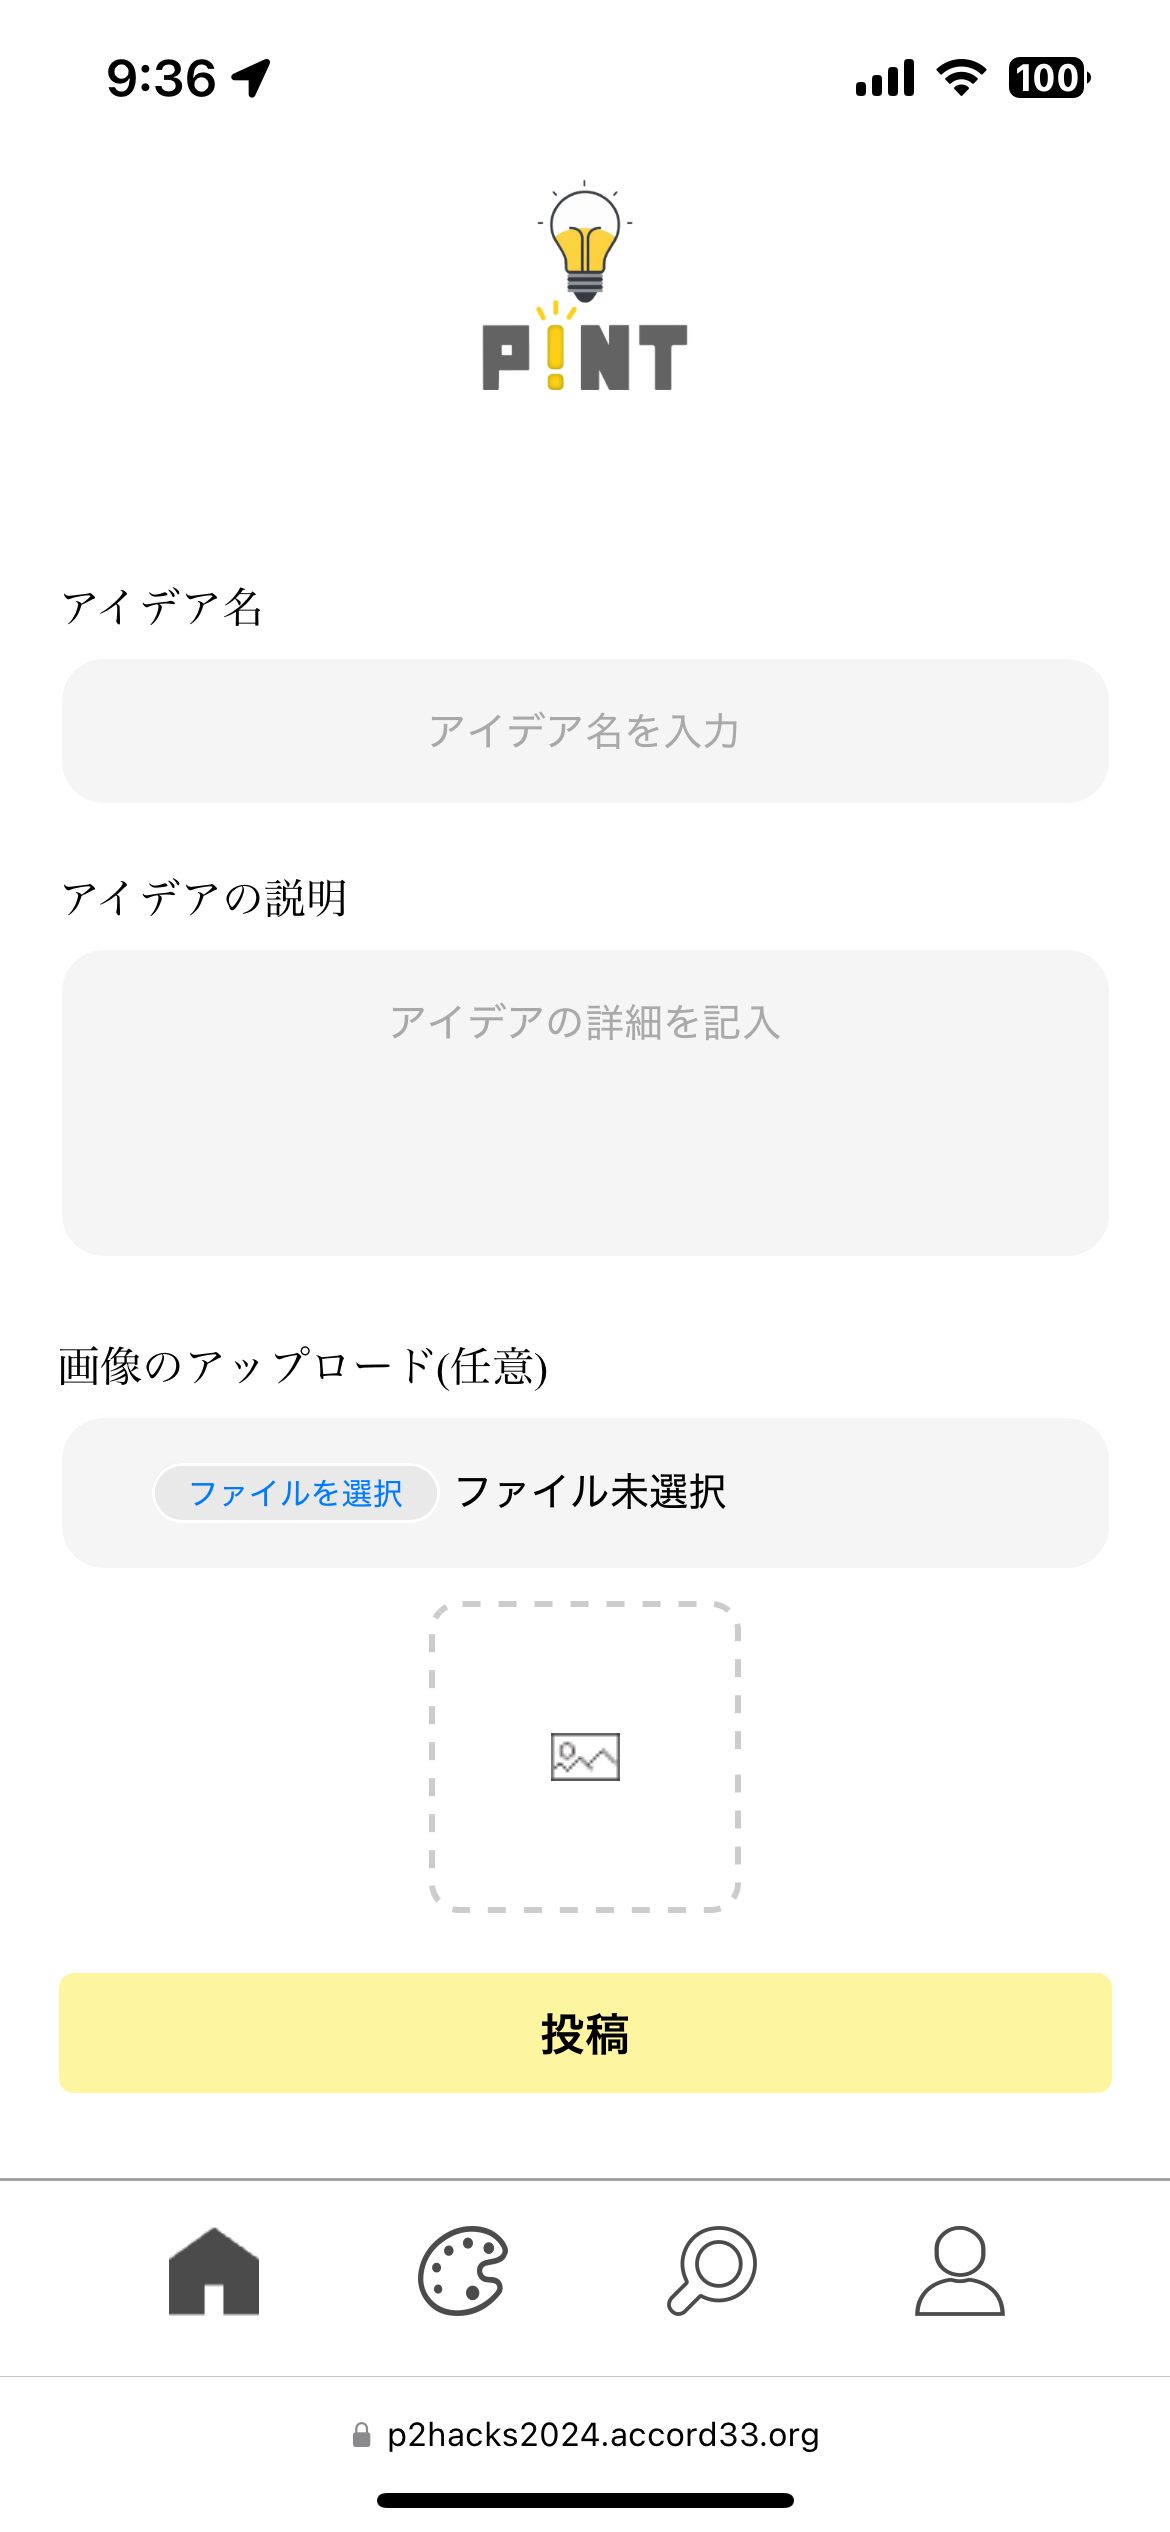 9:36
100
P!NT
アイデア名
アイデア名を入力
アイデアの説明
アイデアの詳細を記入
画像のアップロード(任意)
ファイルを選択 ファイル未選択
投稿
p2hacks2024.accord33.org